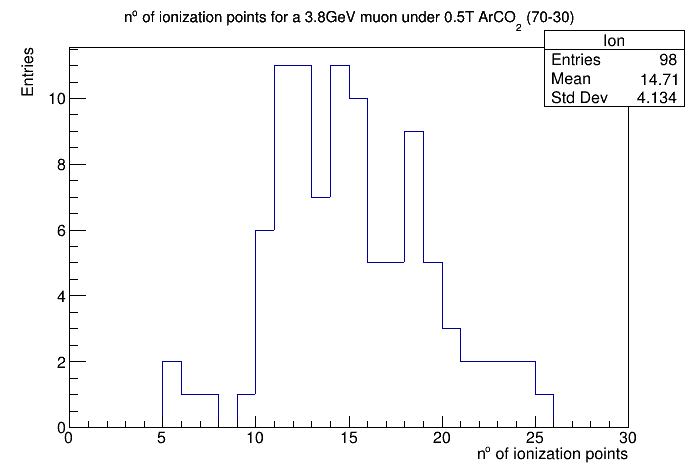 nº of ionization points for a 3.8GeV muon under 0.5T ArCO2 (70-30)
Ion
Entries 98
Mean 14.71
Std Dev 4.134
Entries
10
8
6
4
2
0
0 5 10 15 20 25 30
nº of ionization points